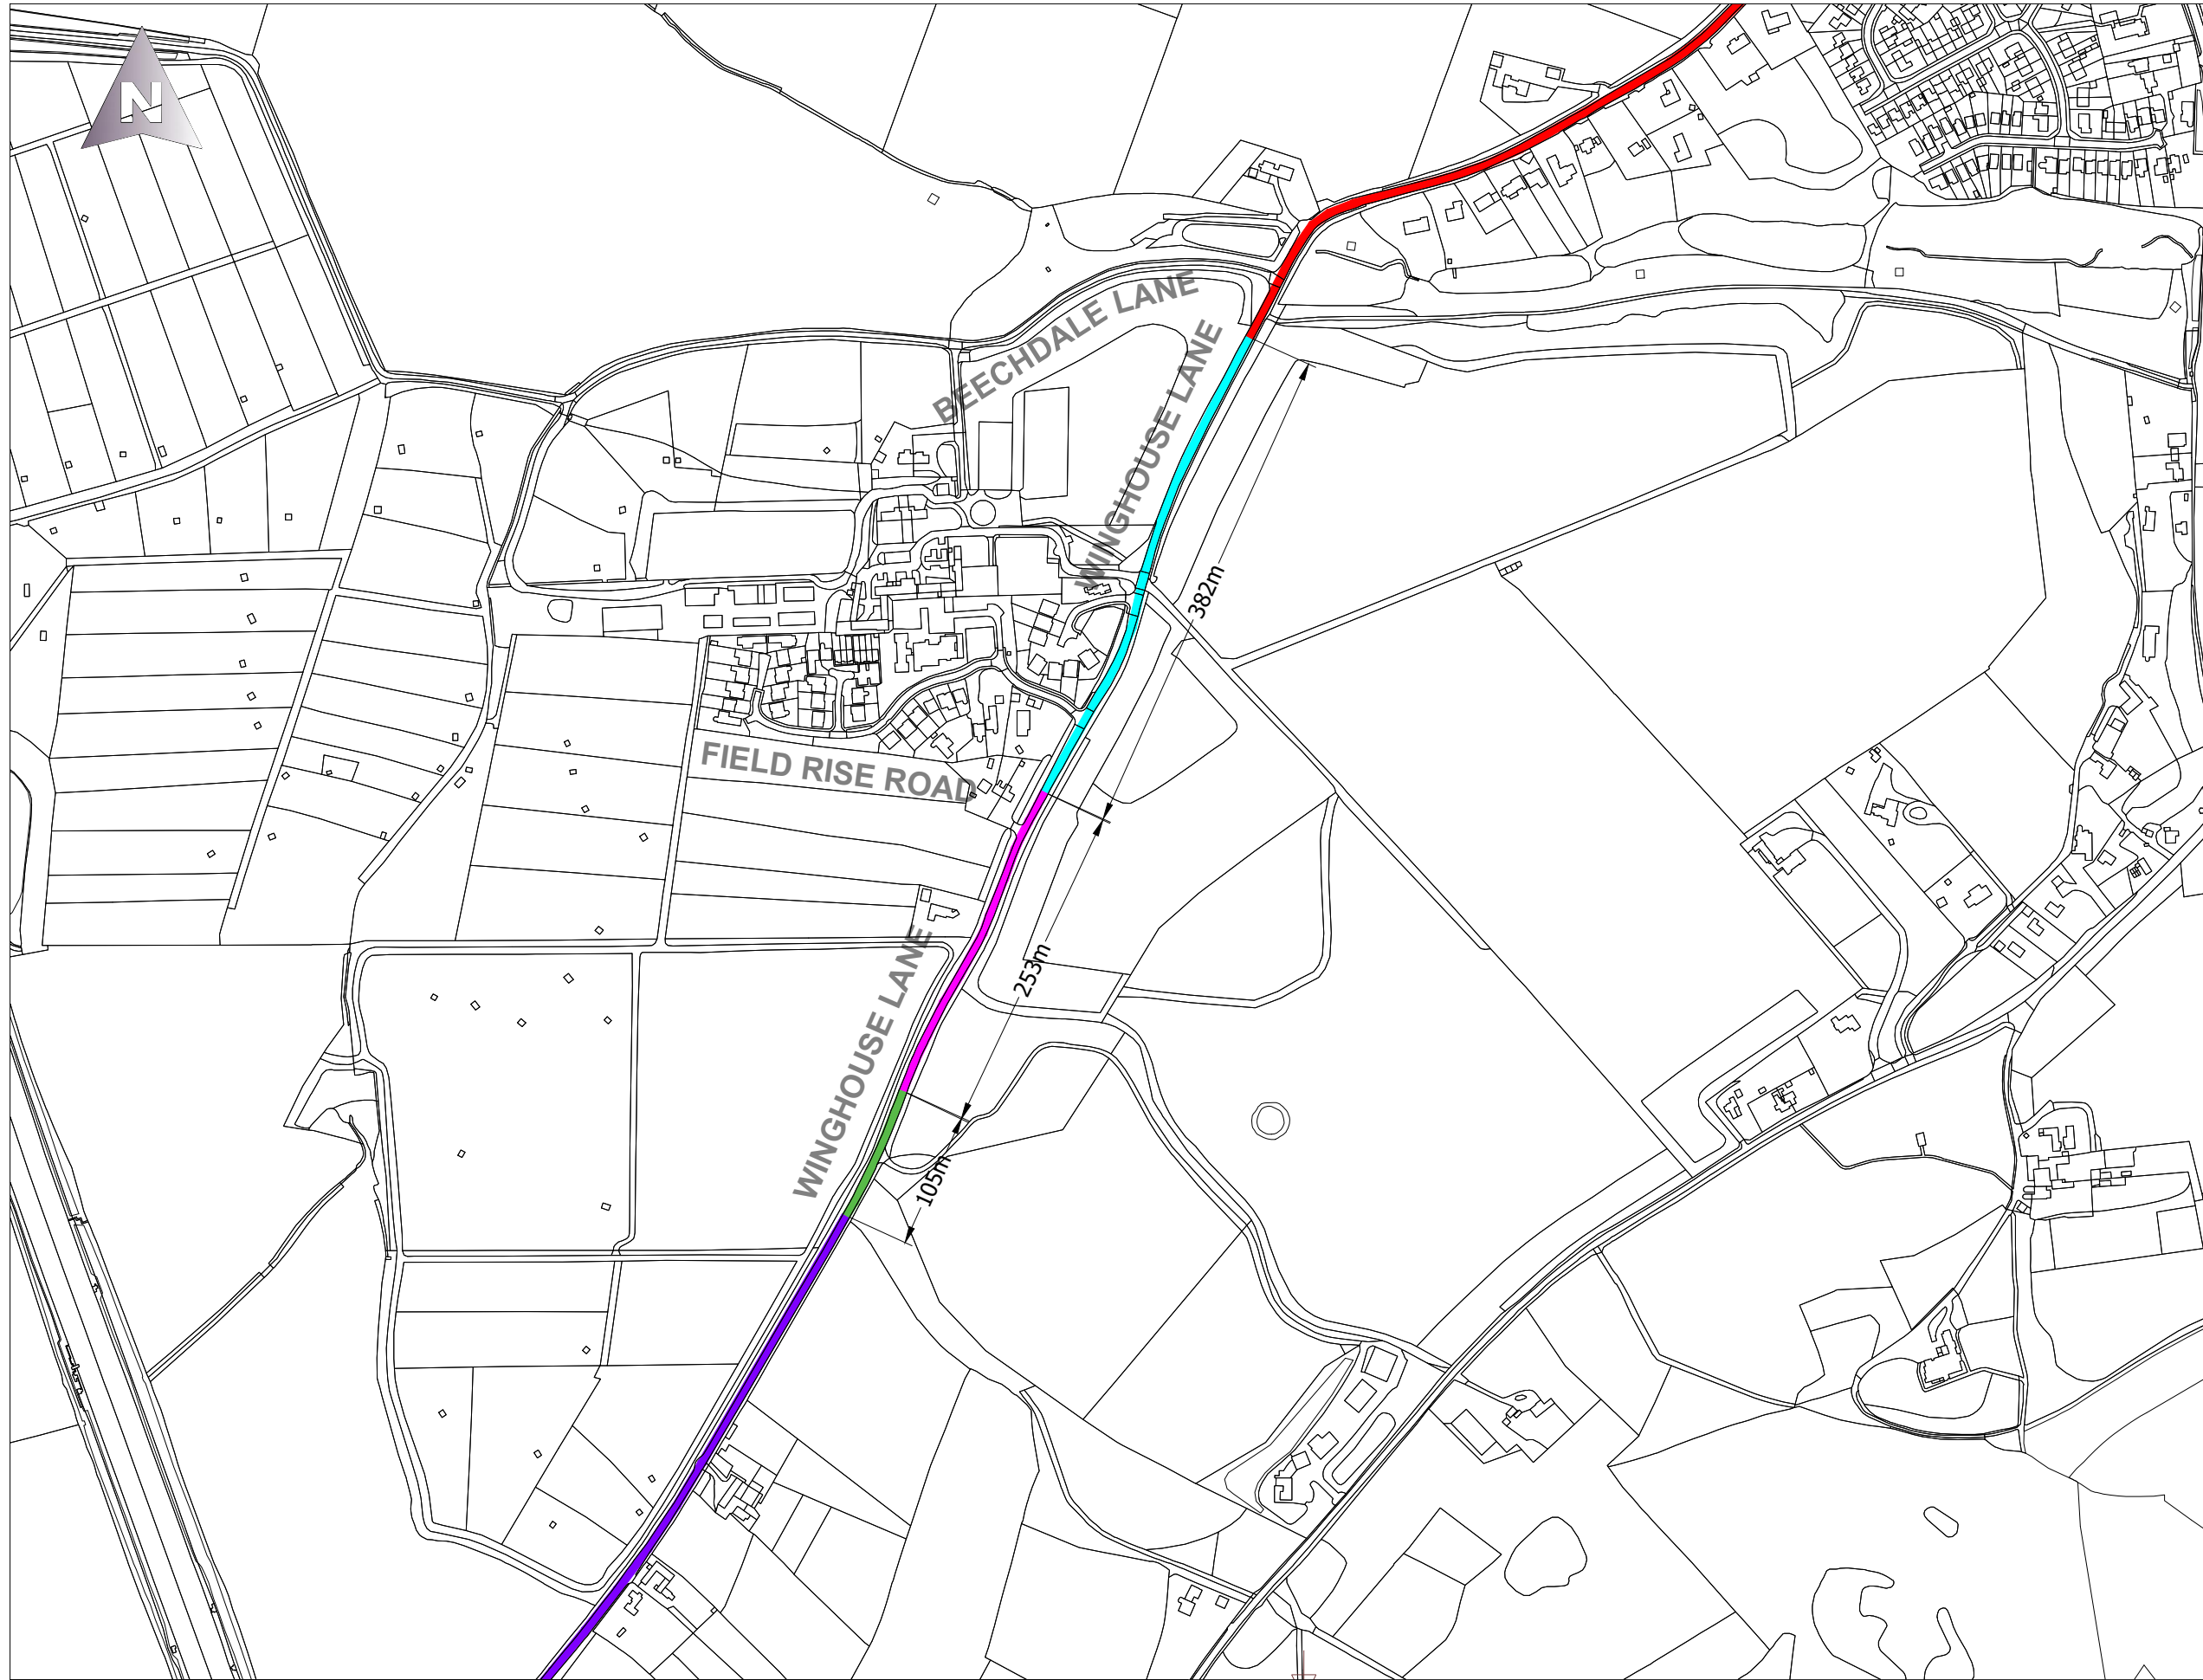 N
BEECHDALE LANE
WINGHOUSE LANE
382m
FIELD RISE ROAD
WINGHOUSE LANE
253m
105m